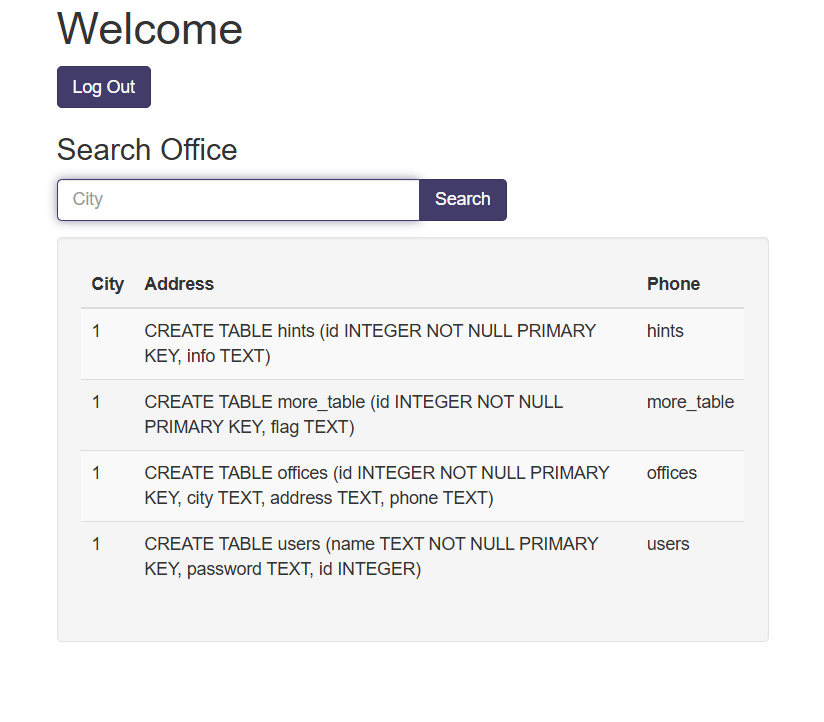 Welcome
Log Out
Search Office
City
Search
City Address Phone
1 CREATE TABLE hints (id INTEGER NOT NULL PRIMARY hints
KEY, info TEXT)
1 CREATE TABLE more_table (id INTEGER NOT NULL more_table
PRIMARY KEY, flag TEXT)
1 CREATE TABLE offices (id INTEGER NOT NULL PRIMARY offices
KEY, city TEXT, address TEXT, phone TEXT)
1 CREATE TABLE users (name TEXT NOT NULL PRIMARY users
KEY, password TEXT, id INTEGER)